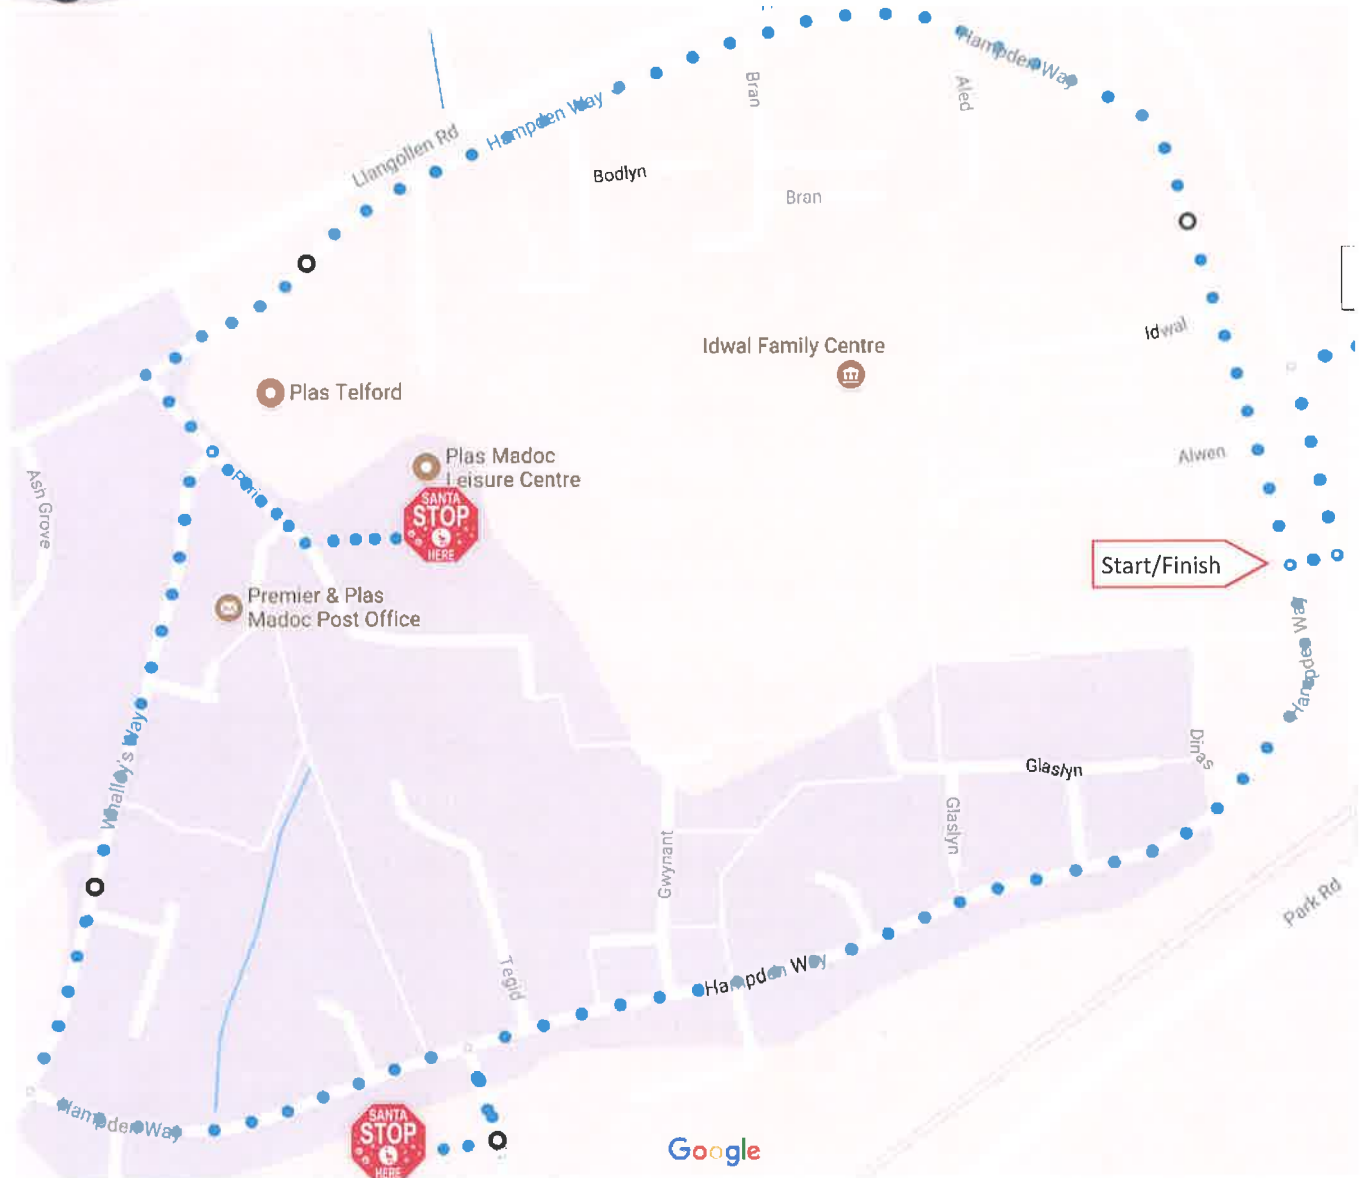 Hampden Way
Hampden Way
Llangollen Rd
Bran
Aled
Bodlyn
Bran
Idwal
Idwal Family Centre
Plas Telford
Alwen
Plas Madoc
Leisure Centre
Ash Grove
SANTA
STOP
HERE
Start/Finish
Premier & Plas
Madoc Post Office
Hampden Way
Whalley's Way
Dinas
Glaslyn
Glaslyn
Gwynant
Park Rd
Tegid
Hampden Way
Hampden Way
SANTA
STOP
HERE
Google